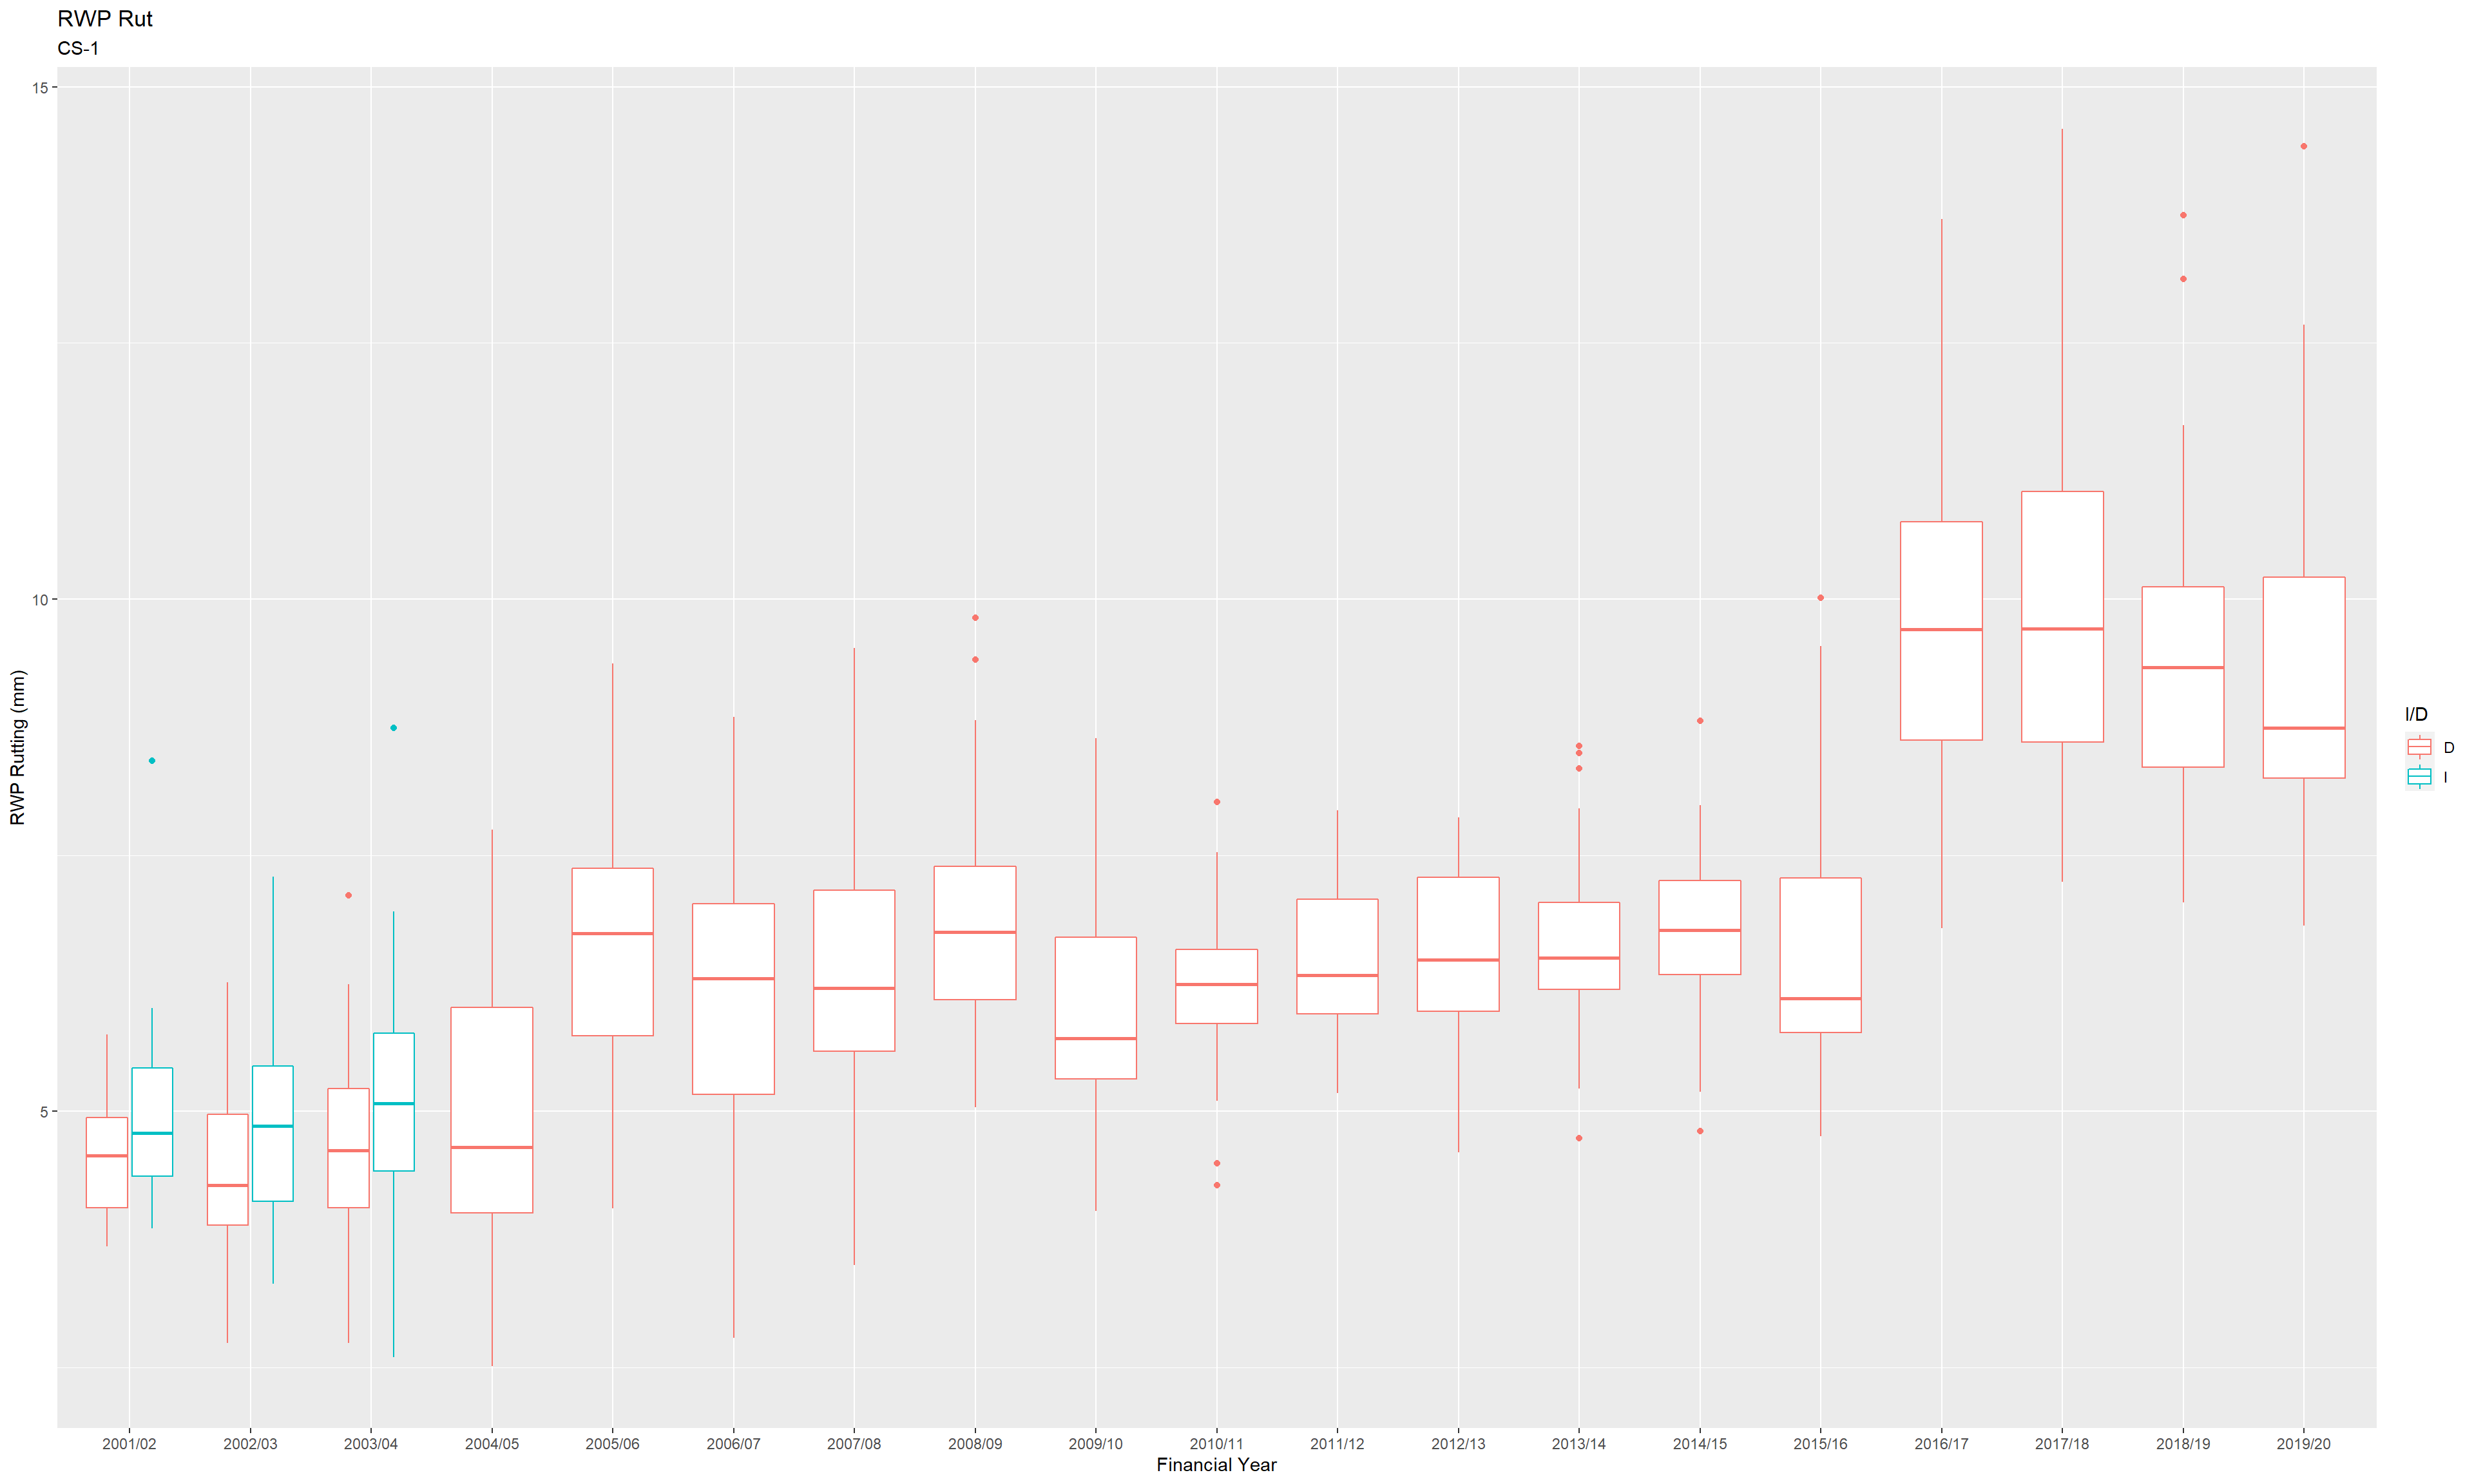 RWP Rut
CS-1
15
10
5
RWP Rutting (mm)
2001/02 2002/03 2003/04 2004/05 2005/06 2006/07 2007/08 2008/09 2009/10 2010/11 2011/12 2012/13 2013/14 2014/15 2015/16 2016/17 2017/18 2018/19 2019/20
Financial Year
I/D
D
I